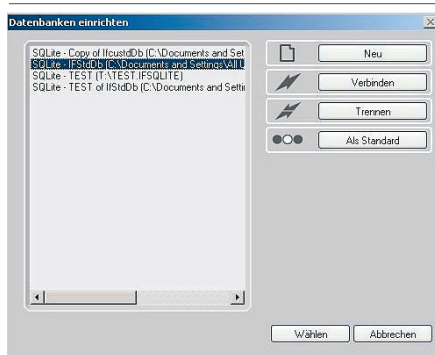 Datenbanken einrichten
SQLite - Copy of IfcustdDb (C:\Documents and Set
SQLite - IFStdDb (C:\Documents and Settings\All U
SQLite - TEST (T:\TEST.IFSQLITE)
SQLite - TEST of IfStdDb (C:\Documents and Settin
Neu
Verbinden
Trennen
Als Standard
Wählen
Abbrechen